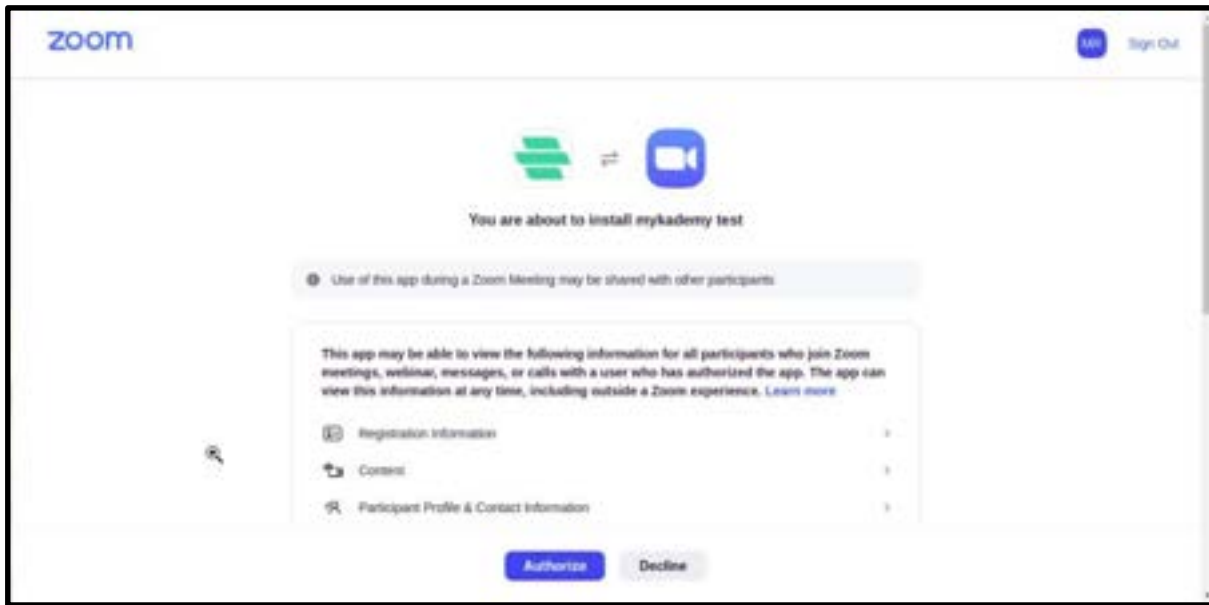 zoom
Sign Out
You are about to install mykademy test
Use of this app during a Zoom Meeting may be shared with other participants
This app may be able to view the following information for all participants who join Zoom
meetings, webinar, messages, or calls with a user who has authorized the app. The app can
view this information at any time, including outside a Zoom experience. Learn more
Registration Information
Content
Participant Profile & Contact Information
Authorize Decline